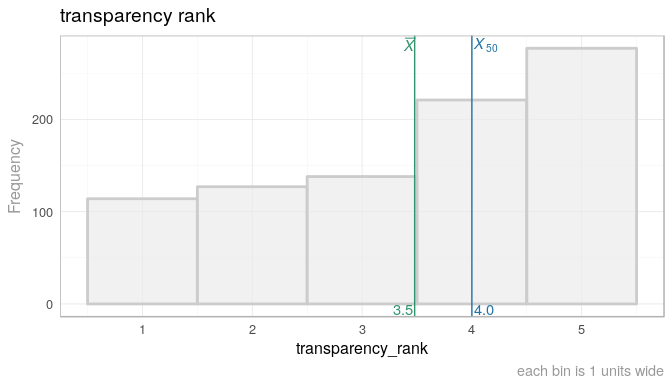 transparency rank
X̅ X 50
Frequency
200
100
0
3.5 4.0
1 2 3 4 5
transparency_rank
each bin is 1 units wide